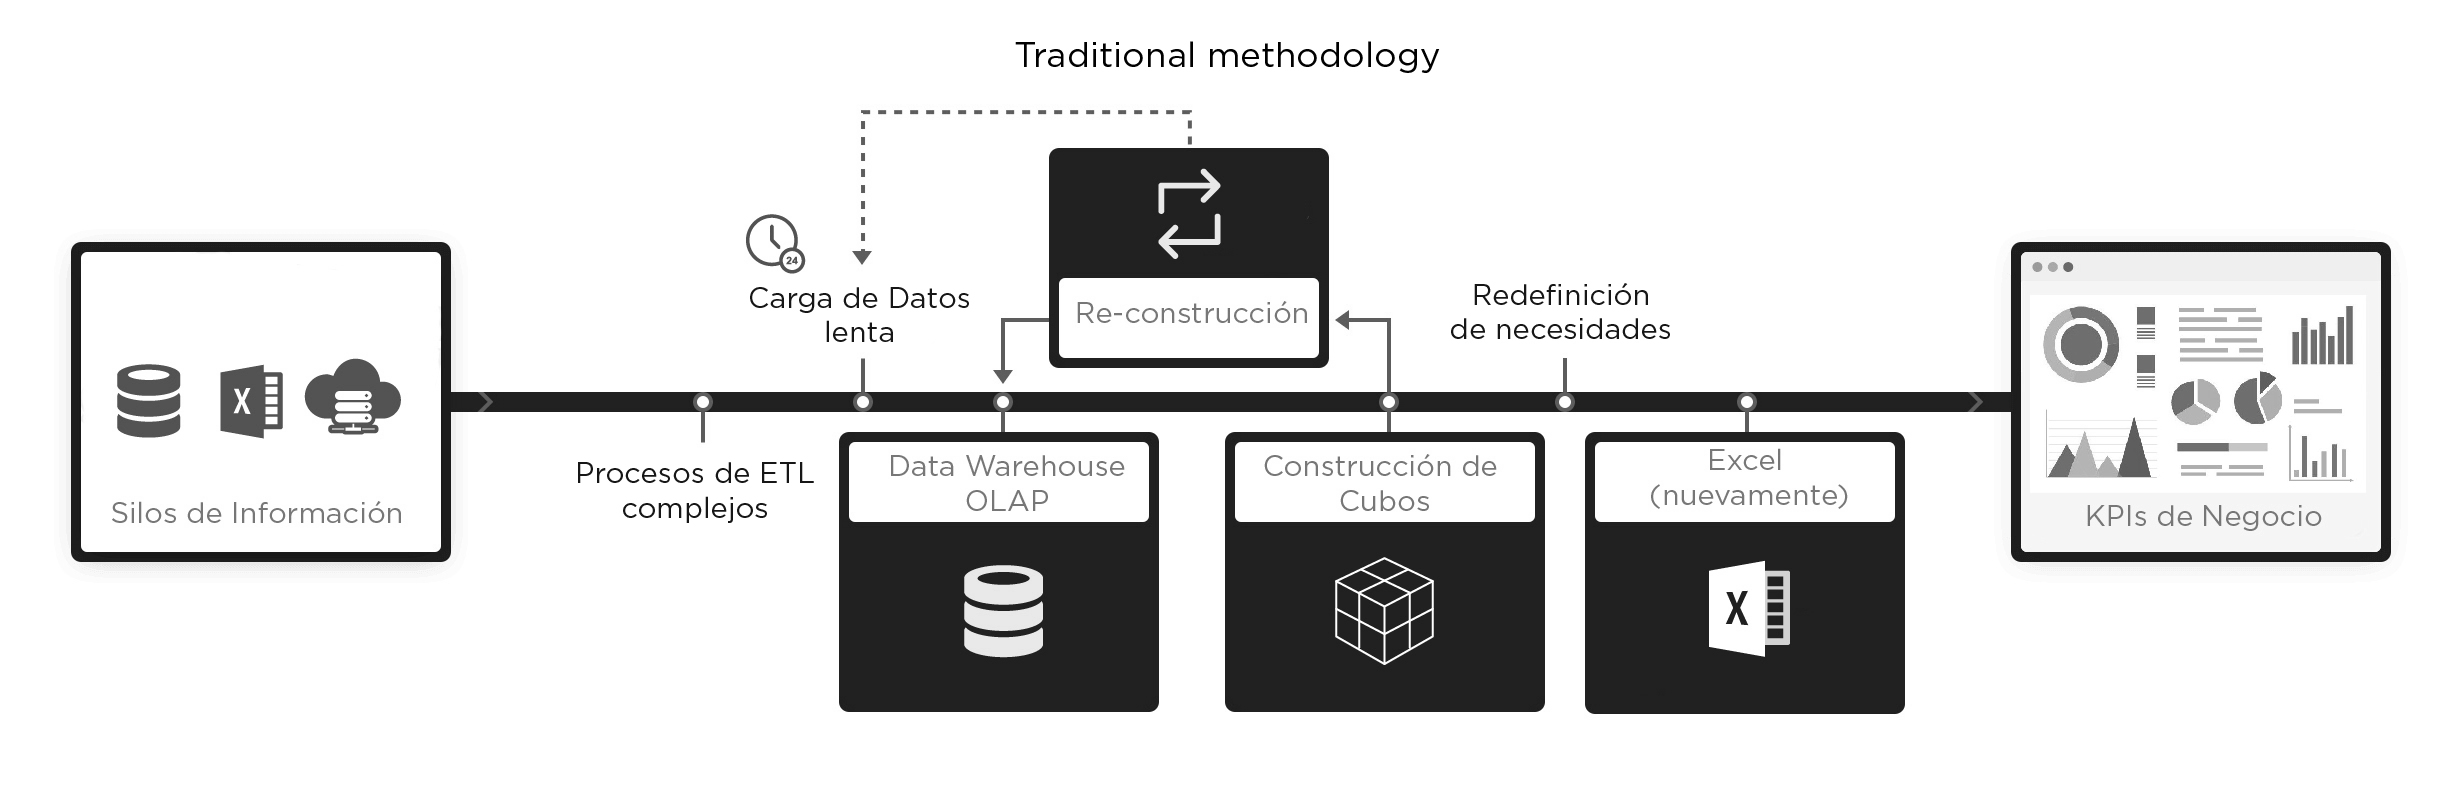 Traditional methodology
24
Carga de Datos
lenta
Re-construcción
Redefinición
de necesidades
X
Silos de Información
Procesos de ETL
complejos
Data Warehouse
OLAP
Construcción de
Cubos
Excel
(nuevamente)
X
KPIs de Negocio